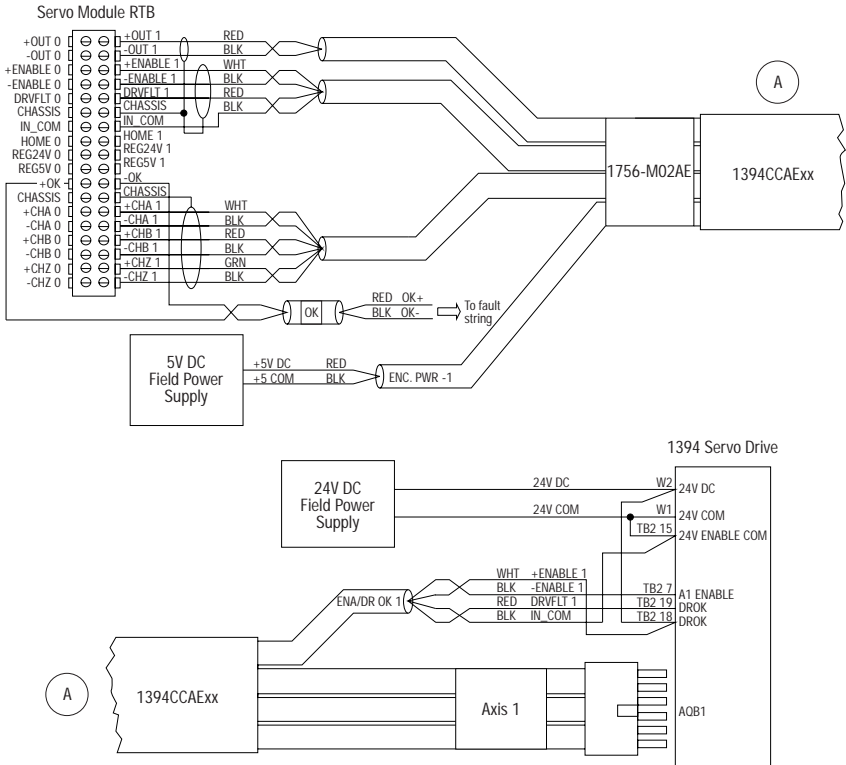 Servo Module RTB
+OUT 0 +OUT 1 RED
-OUT 0 -OUT 1 BLK
+ENABLE 0 +ENABLE 1 WHT
-ENABLE 0 -ENABLE 1 BLK
DRVFLT 0 DRVFLT 1 RED
CHASSIS CHASSIS BLK
IN_COM IN_COM
HOME 0 HOME 1
REG24V 0 REG24V 1
REG5V 0 REG5V 1
+OK -OK
CHASSIS CHASSIS
+CHA 0 +CHA 1 WHT
-CHA 0 -CHA 1 BLK
+CHB 0 +CHB 1 RED
-CHB 0 -CHB 1 BLK
+CHZ 0 +CHZ 1 GRN
-CHZ 0 -CHZ 1 BLK
A
1756-M02AE
1394CCAExx
OK
RED OK+
BLK OK-
To fault
string
5V DC
Field Power
Supply
+5V DC RED
+5 COM BLK
ENC. PWR -1
1394 Servo Drive
24V DC
Field Power
Supply
24V DC W2 24V DC
24V COM W1 24V COM
TB2 15 24V ENABLE COM
ENA/DR OK 1
WHT +ENABLE 1
BLK -ENABLE 1 TB2 7 A1 ENABLE
RED DRVFLT 1 TB2 19 DROK
BLK IN_COM TB2 18 DROK
A
1394CCAExx
Axis 1
AQB1